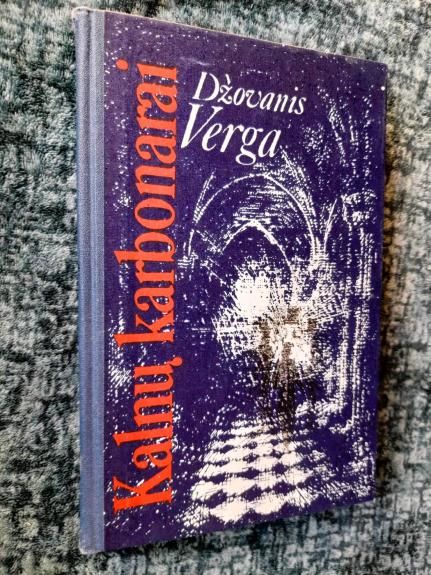 Džovanis
Verga
Kalnų karbonarai